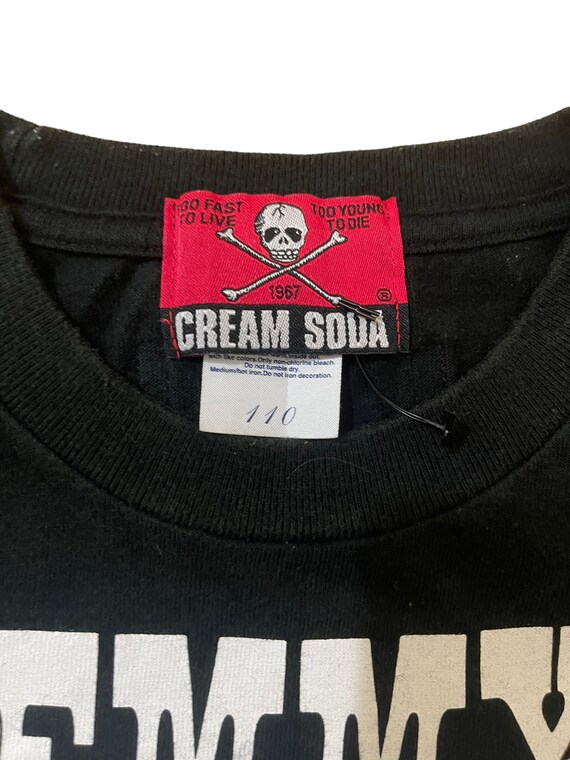 TOO FAST TO LIVE
TOO YOUNG TO DIE
1967
®
CREAM SODA
with like colors.Only non-chlorine bleach.
Do not tumble dry.
Medium/hot iron.Do not iron decoration.
110
EMMY